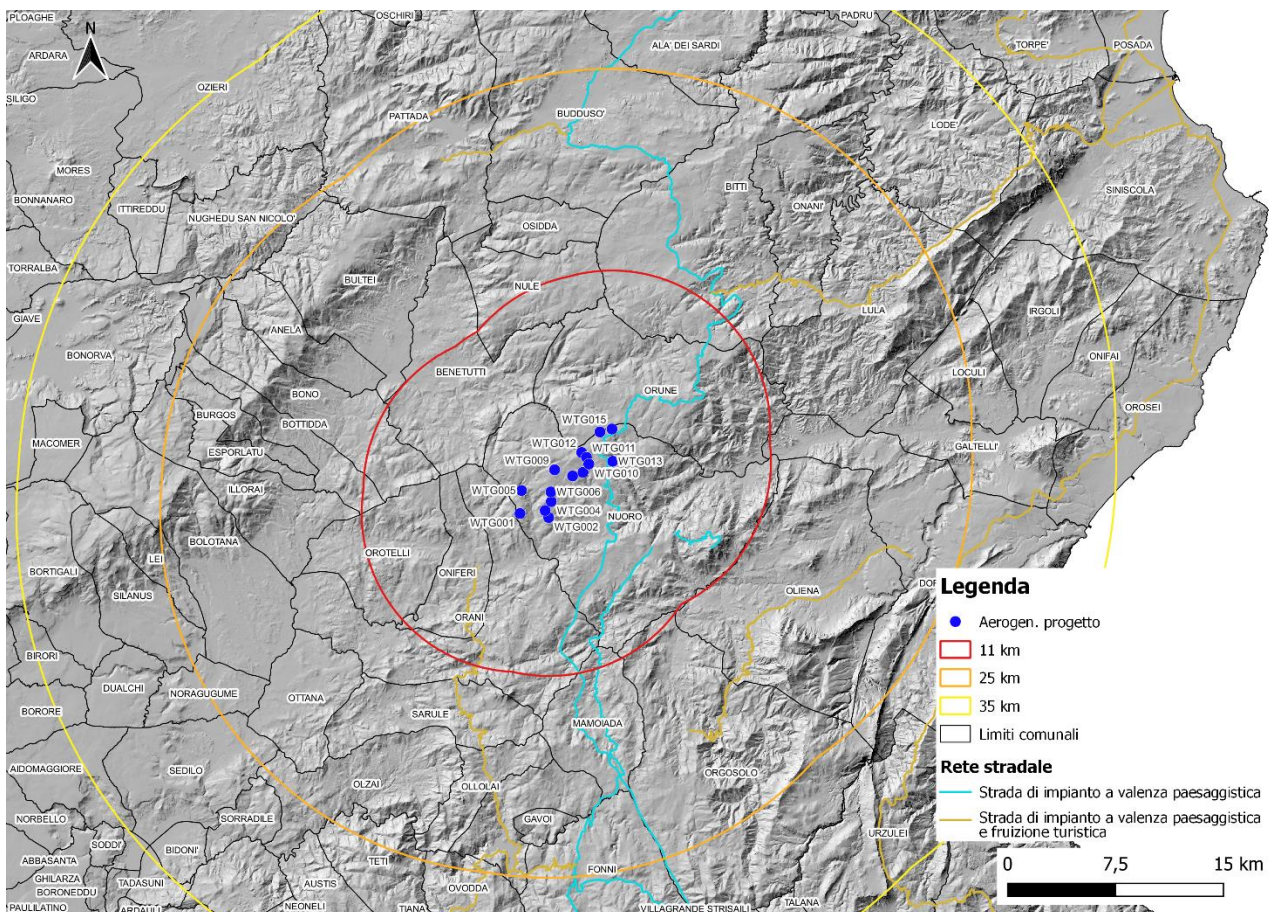 PLOAGHE
OSCHIRI
PADRU
ALA' DEI SARDI
TORPE'
POSADA
ARDARA
N
SILIGO
OZIERI
PATTADA
BUDDUSO'
LODE'
MORES
BONNANARO
ITTIREDDU
NUGHEDU SAN NICOLO'
BITTI
ONANI'
SINISCOLA
OSIDDA
TORRALBA
BULTEI
NULE
GIAVE
ANELA
LULA
IRGOLI
BONORVA
BENETUTTI
ONIFAI
BONO
ORUNE
LOCULI
BURGOS
BOTTIDDA
OROSEI
MACOMER
ESPORLATU
WTG015
WTG012
WTG011
GALTELLI'
WTG009
WTG013
WTG010
ILLORAI
WTG005
WTG006
WTG004
NUORO
WTG001
WTG002
BOLOTANA
OROTELLI
LEI
ONIFERI
BORTIGALI
SILANUS
OLIENA
DOR
ORANI
BIRORI
DUALCHI
NORAGUGUME
OTTANA
BORORE
SARULE
MAMOIADA
AIDOMAGGIORE
SEDILO
OLZAI
OLLOLAI
ORGOSOLO
NORBELLO
SORRADILE
GAVOI
SODDI'
BIDONI'
URZULEI
ABBASANTA
TETI
FONNI
GHILARZA
TADASUNI
AUSTIS
OVODDA
BORONEDDU
TALANA
PAULILATINO
ARDAULI
NEONELI
TIANA
VILLAGRANDE STRISAILI
Legenda
Aerogen. progetto
11 km
25 km
35 km
Limiti comunali
Rete stradale
Strada di impianto a valenza paesaggistica
Strada di impianto a valenza paesaggistica
e fruizione turistica
0 7,5 15 km